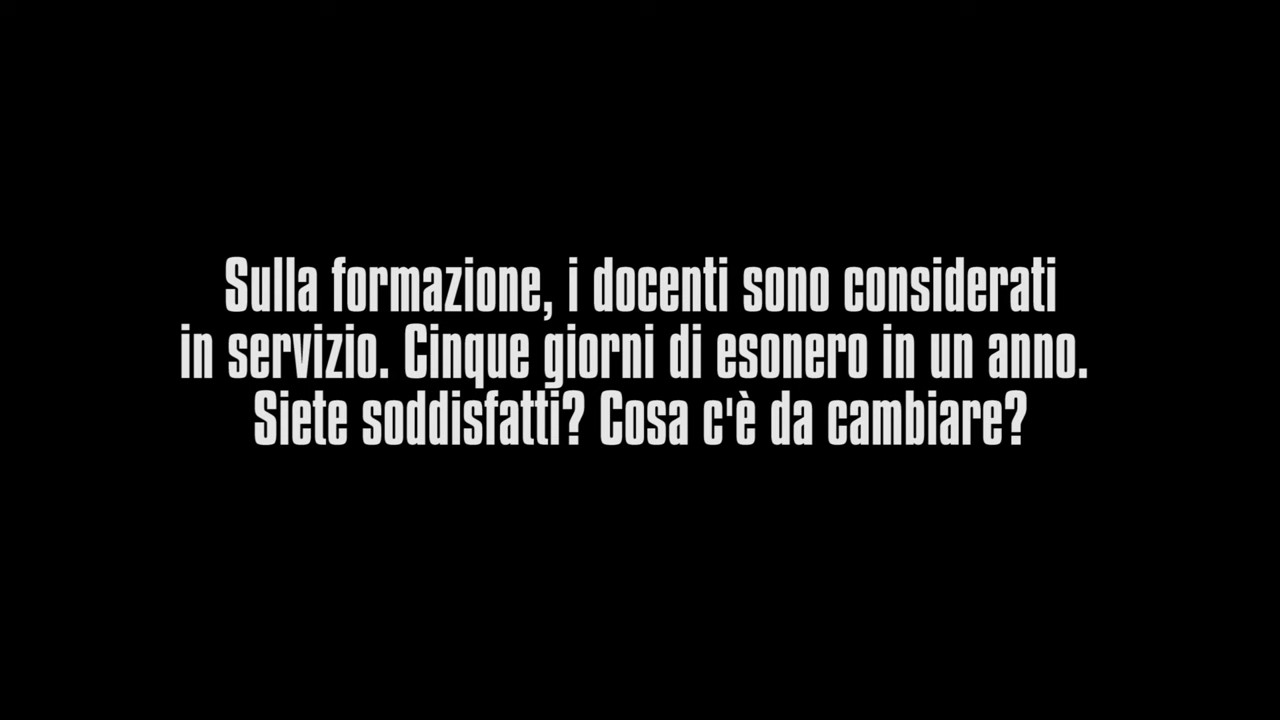 Sulla formazione, i docenti sono considerati
in servizio. Cinque giorni di esonero in un anno.
Siete soddisfatti? Cosa c'è da cambiare?